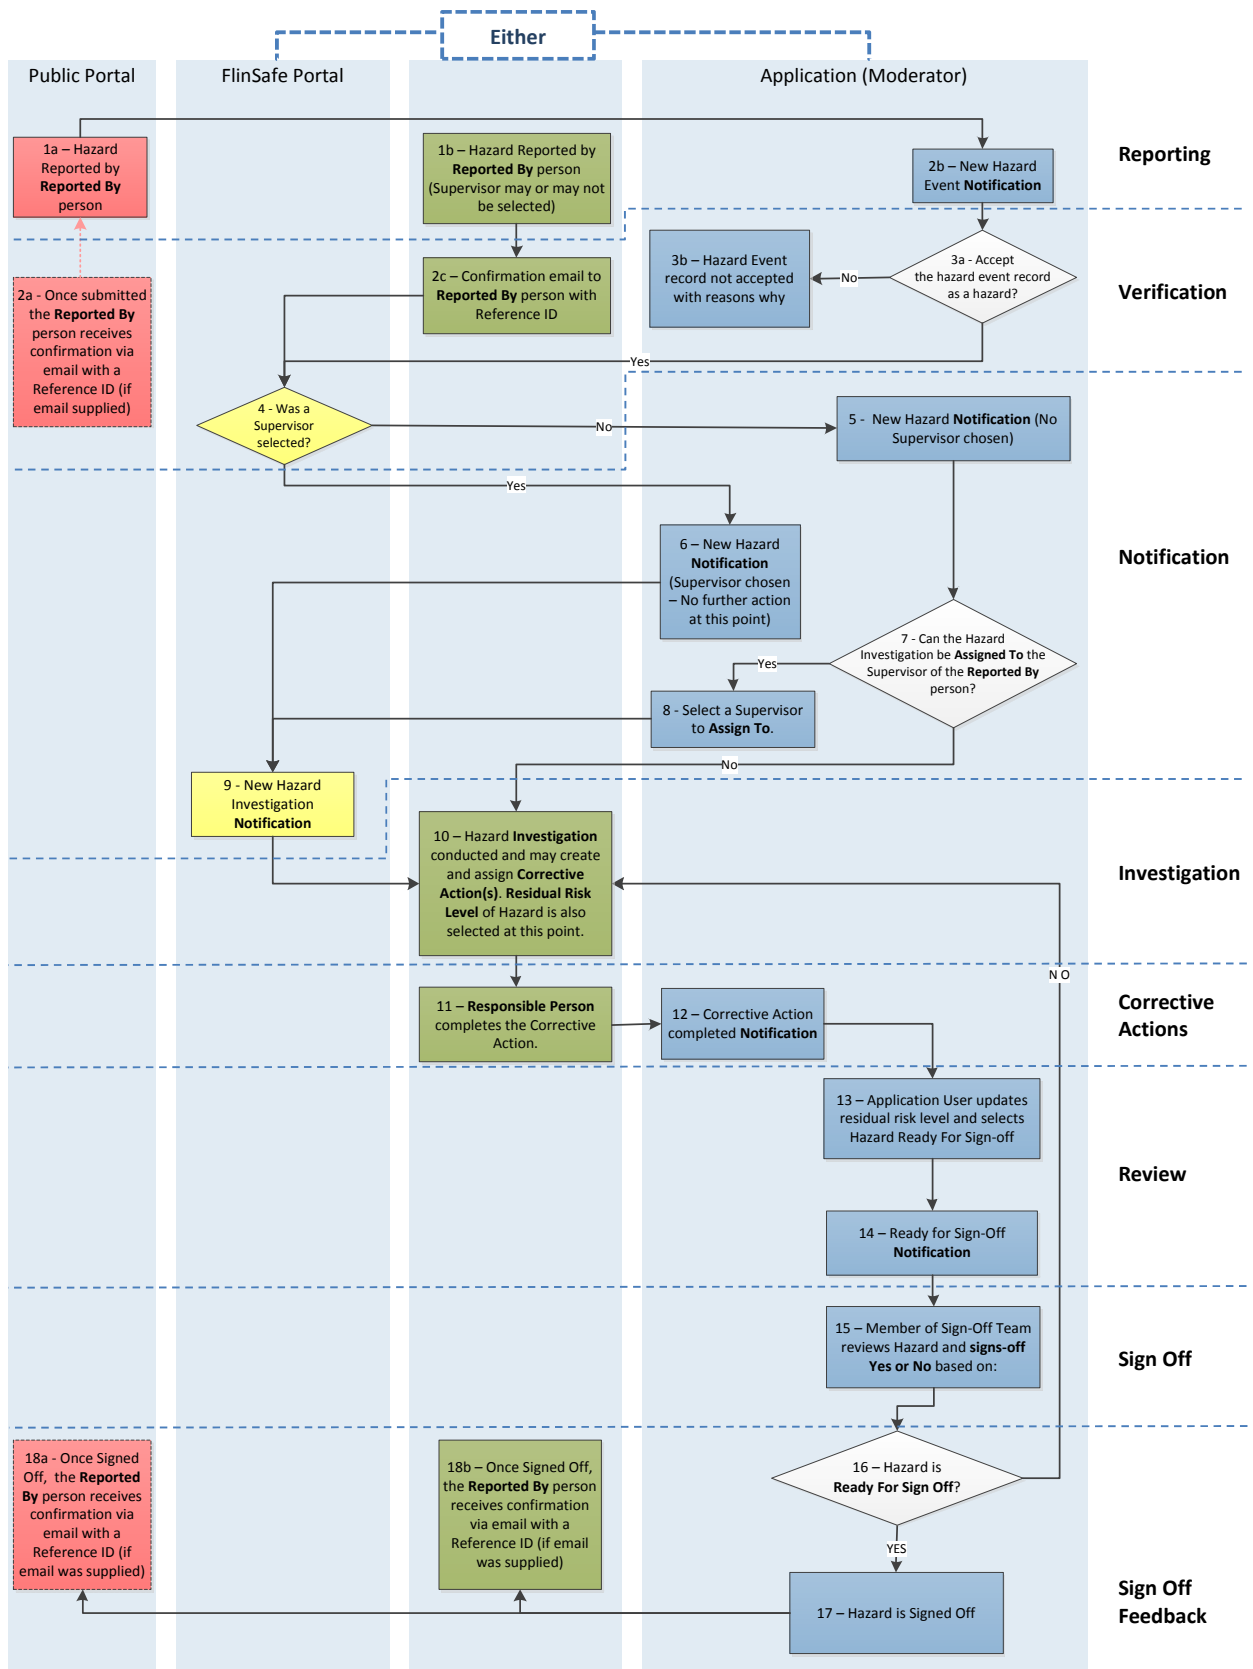 Either
Public Portal
FlinSafe Portal
Application (Moderator)
1a – Hazard
Reported by
Reported By
person
1b – Hazard Reported by
Reported By person
(Supervisor may or may not
be selected)
2b – New Hazard
Event Notification
Reporting
2a - Once submitted
the Reported By
person receives
confirmation via
email with a
Reference ID (if
email supplied)
2c – Confirmation email to
Reported By person with
Reference ID
3b – Hazard Event
record not accepted
with reasons why
No
3a - Accept
the hazard event record
as a hazard?
Verification
Yes
4 - Was a
Supervisor
selected?
No
5 -  New Hazard Notification (No
Supervisor chosen)
Yes
6 – New Hazard
Notification
(Supervisor chosen
– No further action
at this point)
Notification
7 - Can the Hazard
Investigation be Assigned To the
Supervisor of the Reported By
person?
Yes
8 - Select a Supervisor
to Assign To.
No
9 - New Hazard
Investigation
Notification
10 – Hazard Investigation
conducted and may create
and assign Corrective
Action(s). Residual Risk
Level of Hazard is also
selected at this point.
Investigation
N O
11 – Responsible Person
completes the Corrective
Action.
12 – Corrective Action
completed Notification
Corrective
Actions
13 – Application User updates
residual risk level and selects
Hazard Ready For Sign-off
Review
14 – Ready for Sign-Off
Notification
15 – Member of Sign-Off Team
reviews Hazard and signs-off
Yes or No based on:
Sign Off
18a - Once Signed
Off,  the Reported
By person receives
confirmation via
email with a
Reference ID (if
email was supplied)
18b – Once Signed Off,
the Reported By person
receives confirmation
via email with a
Reference ID (if email
was supplied)
16 – Hazard is
Ready For Sign Off?
YES
17 – Hazard is Signed Off
Sign Off
Feedback